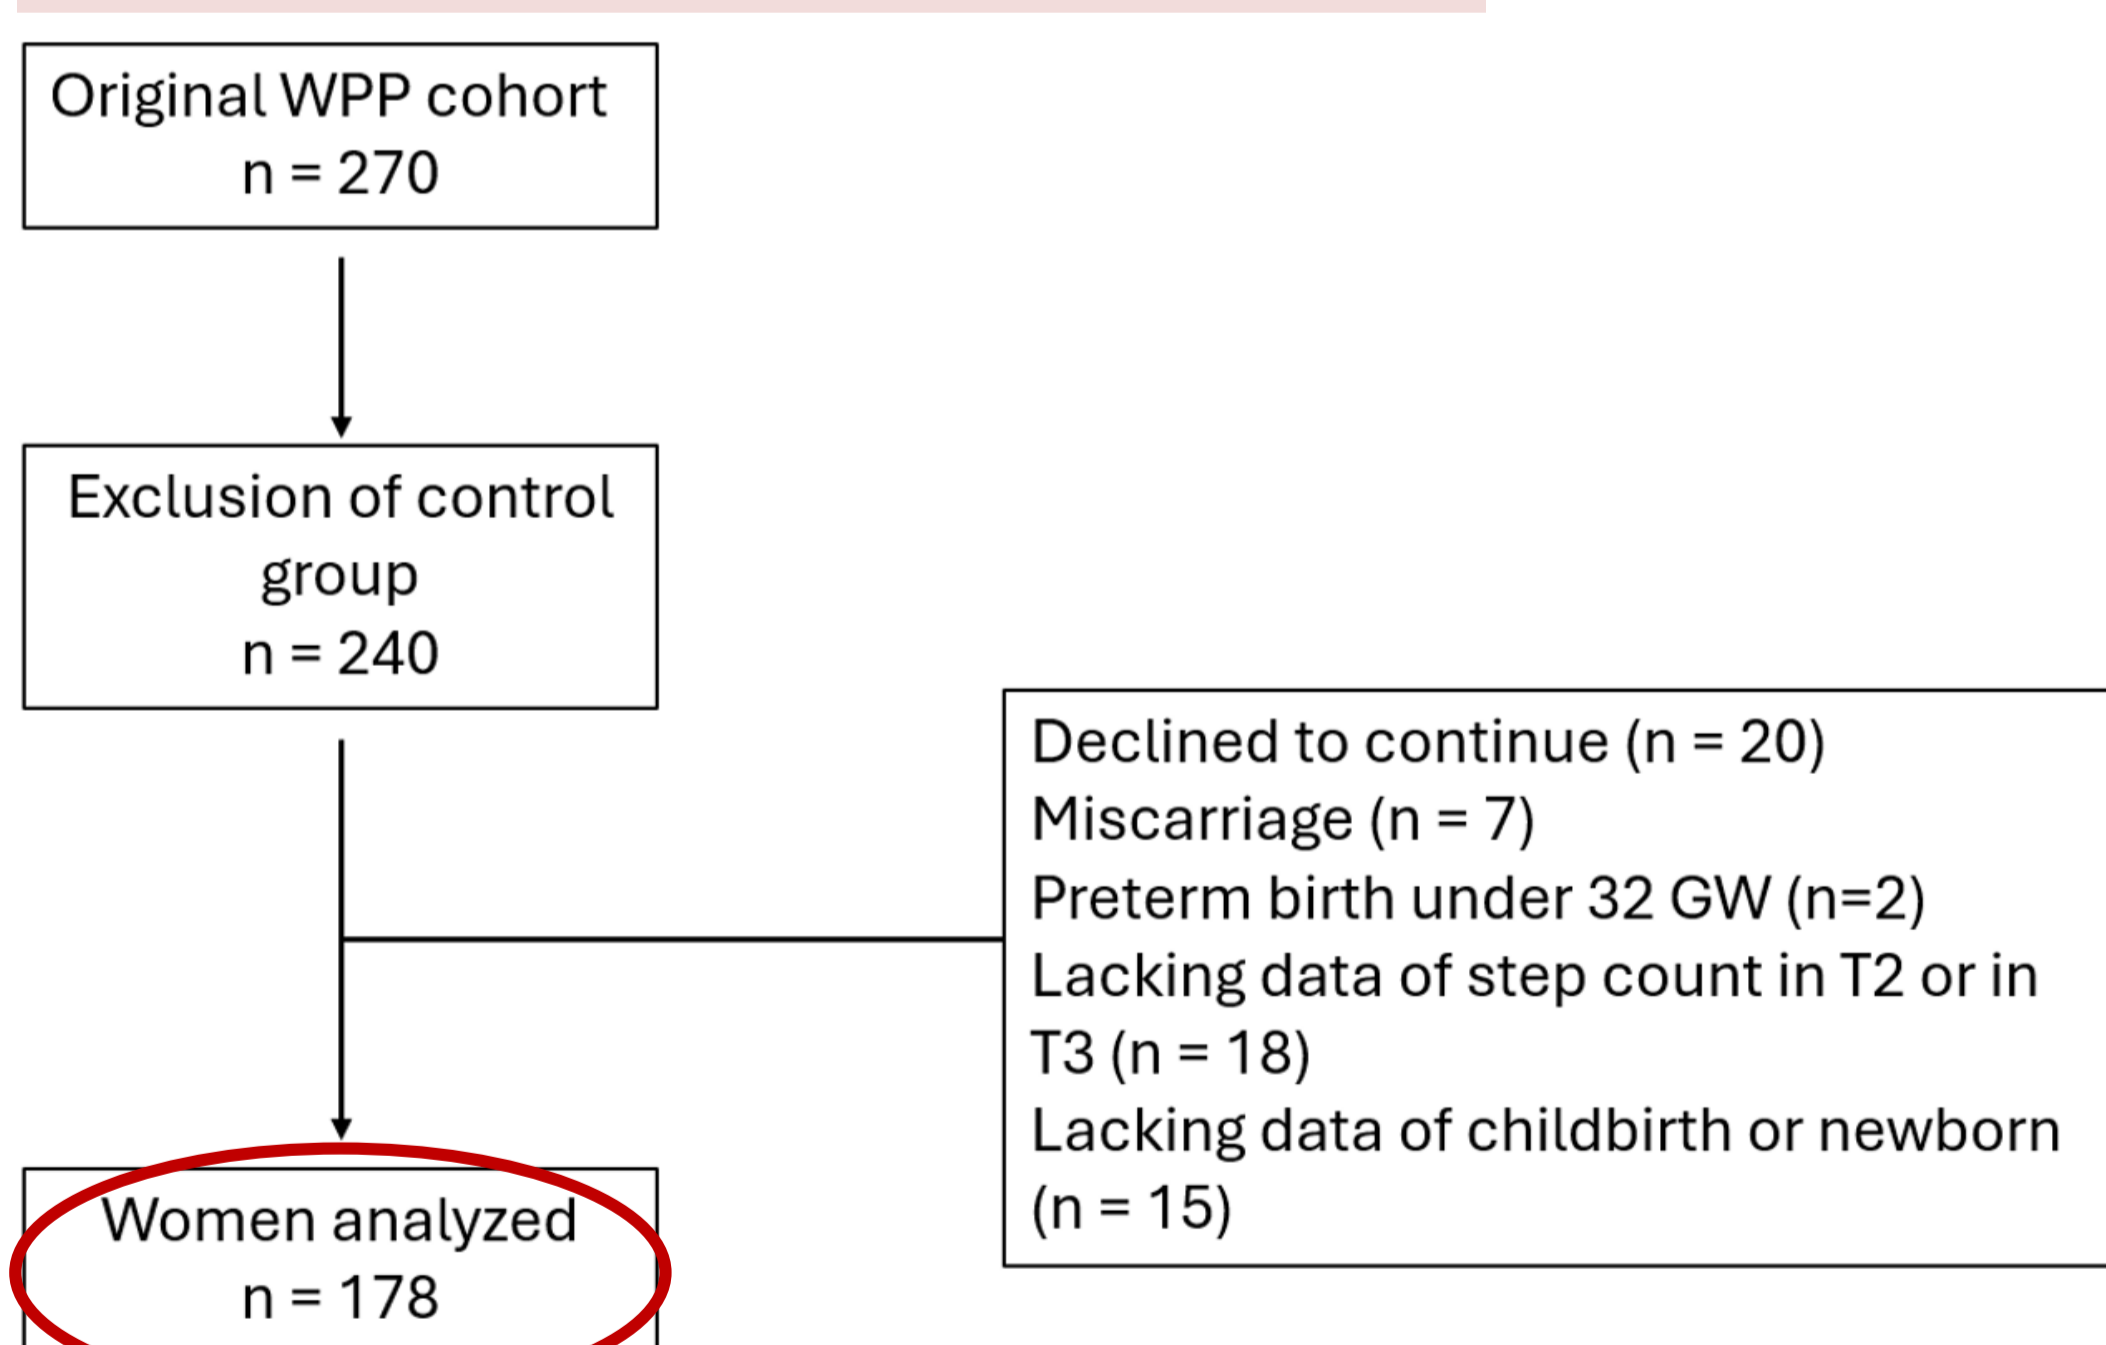 Original WPP cohort
n = 270
Exclusion of control
group
n = 240
Declined to continue (n = 20)
Miscarriage (n = 7)
Preterm birth under 32 GW (n=2)
Lacking data of step count in T2 or in
T3 (n = 18)
Lacking data of childbirth or newborn
(n = 15)
Women analyzed
n = 178